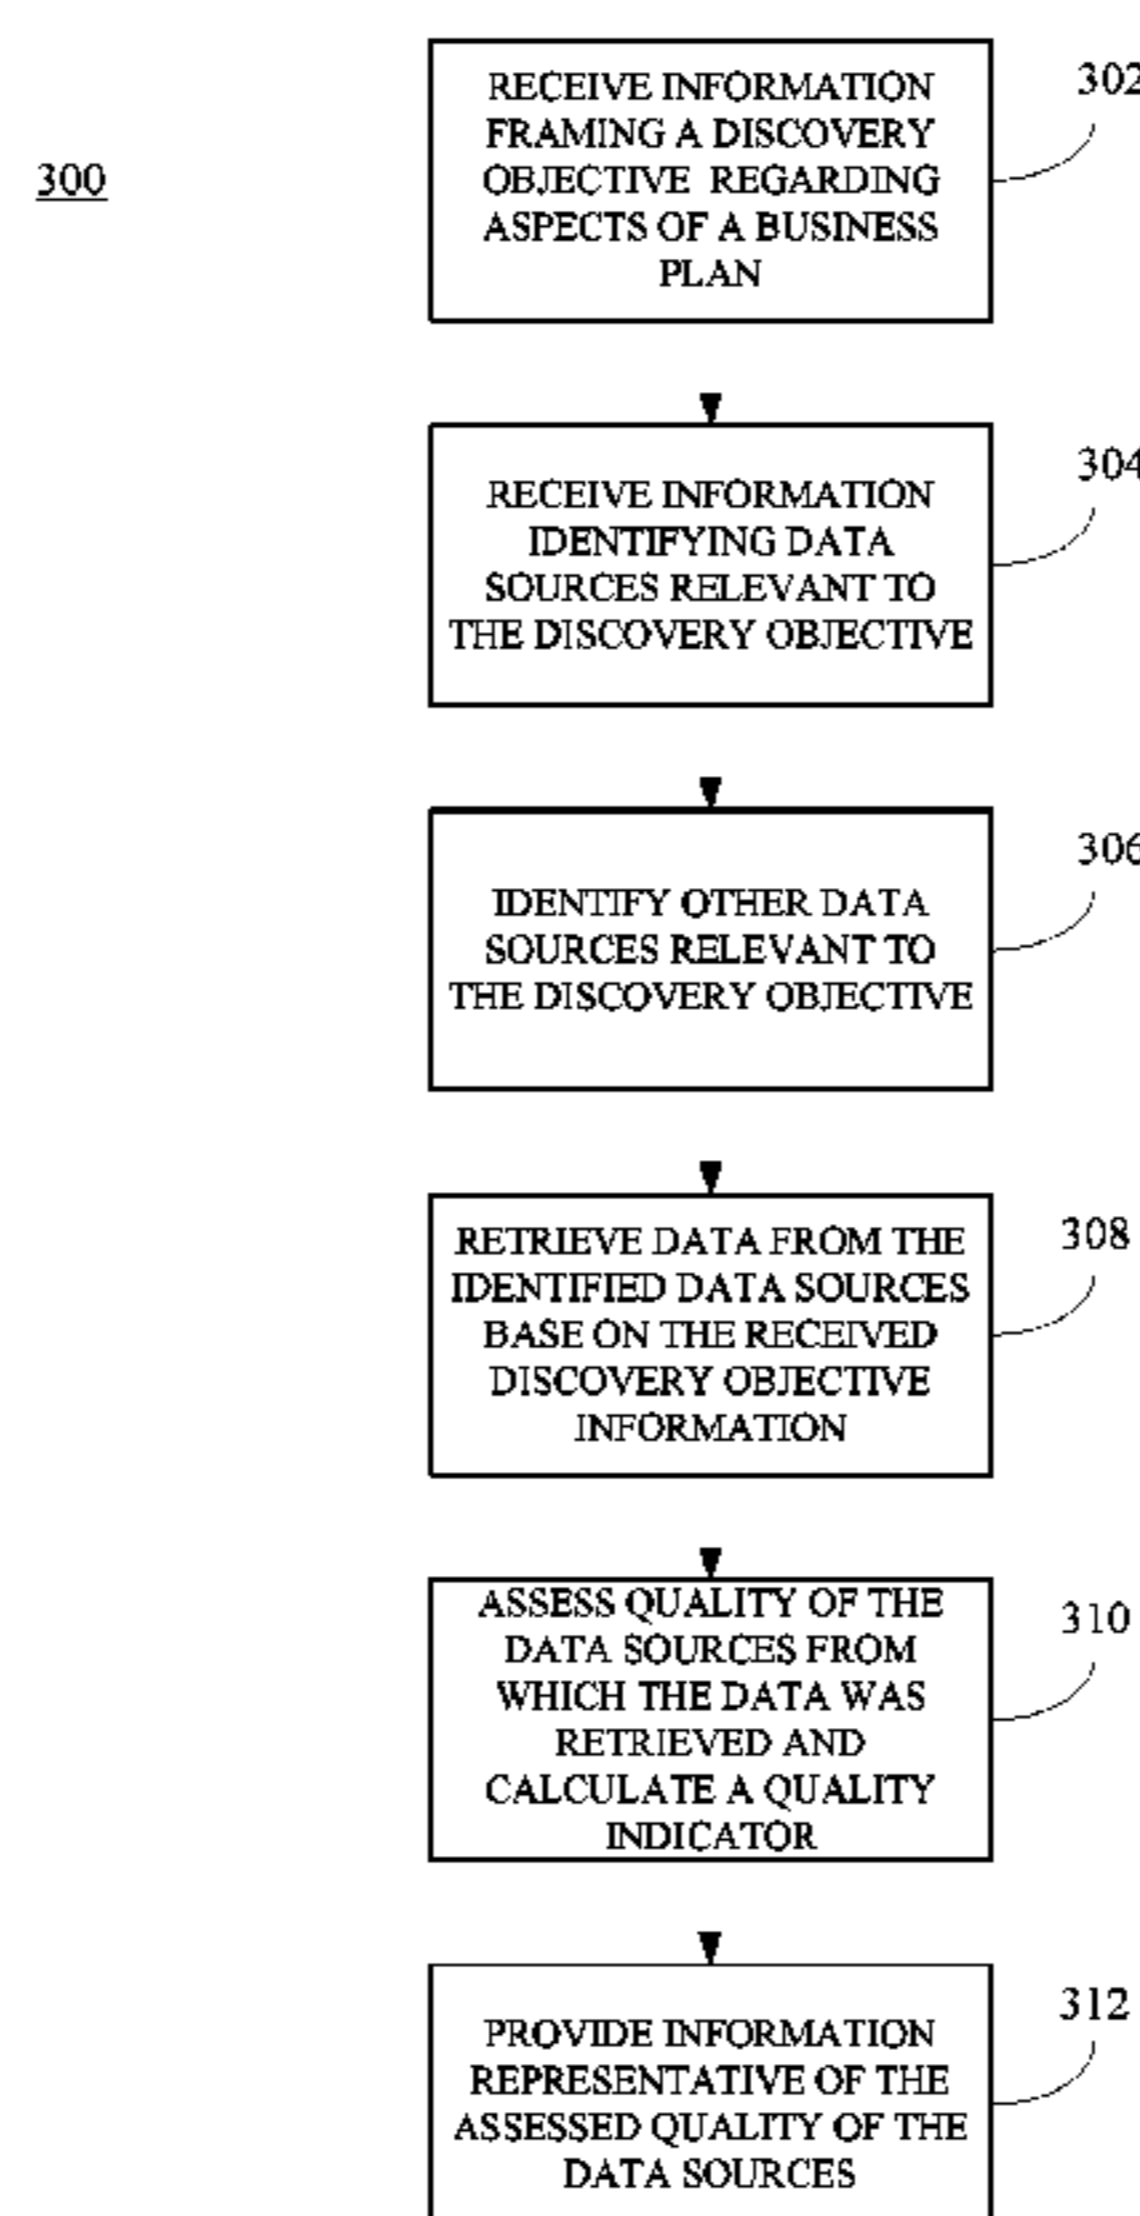 302
RECEIVE INFORMATION
FRAMING A DISCOVERY
OBJECTIVE REGARDING
ASPECTS OF A BUSINESS
PLAN
300
304
RECEIVE INFORMATION
IDENTIFYING DATA
SOURCES RELEVANT TO
THE DISCOVERY OBJECTIVE
306
IDENTIFY OTHER DATA
SOURCES RELEVANT TO
THE DISCOVERY OBJECTIVE
308
RETRIEVE DATA FROM THE
IDENTIFIED DATA SOURCES
BASE ON THE RECEIVED
DISCOVERY OBJECTIVE
INFORMATION
310
ASSESS QUALITY OF THE
DATA SOURCES FROM
WHICH THE DATA WAS
RETRIEVED AND
CALCULATE A QUALITY
INDICATOR
312
PROVIDE INFORMATION
REPRESENTATIVE OF THE
ASSESSED QUALITY OF THE
DATA SOURCES